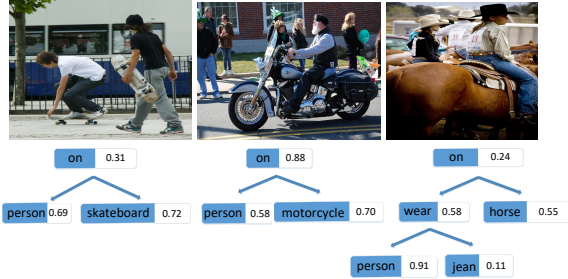 on 0.31 on 0.88 on 0.24
person 0.69 skateboard 0.72 person 0.58 motorcycle 0.70 wear 0.58 horse 0.55
person 0.91 jean 0.11